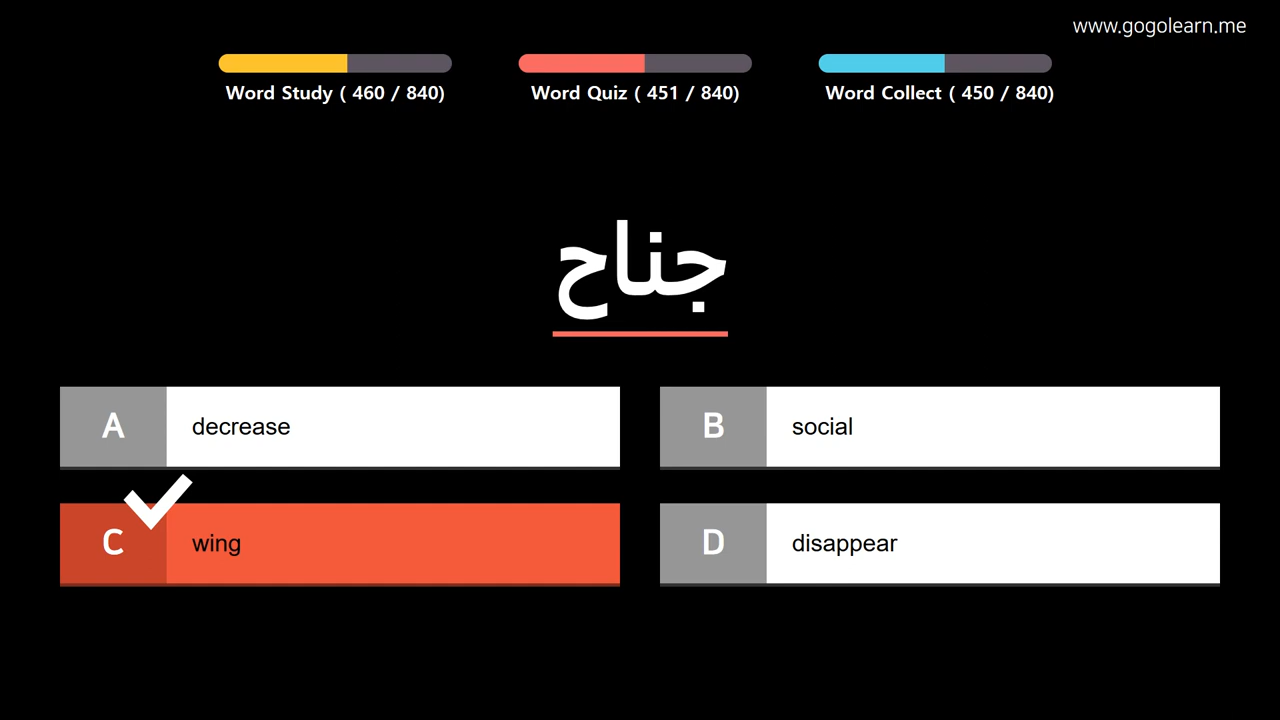 www.gogolearn.me
Word Study ( 460 / 840)
Word Quiz ( 451 / 840)
Word Collect ( 450 / 840)
جناح
A decrease
B social
C wing
D disappear